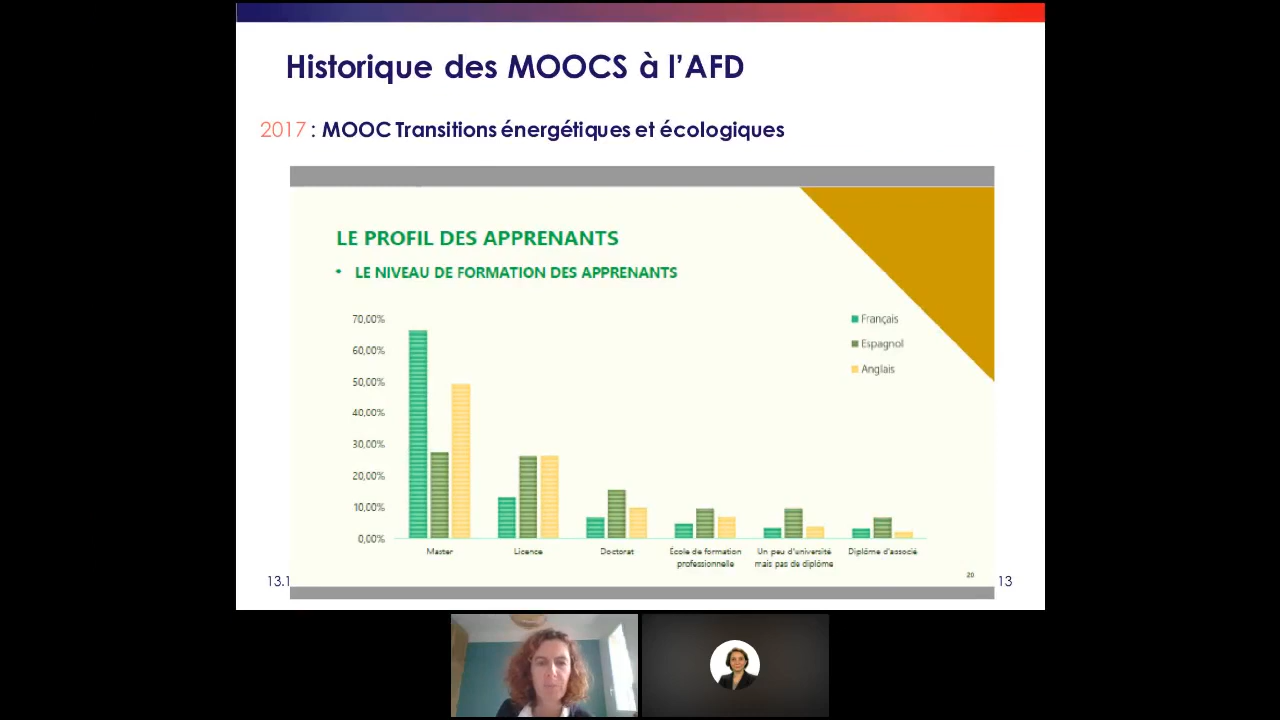 Historique des MOOCS à l’AFD
2017 : MOOC Transitions énergétiques et écologiques
LE PROFIL DES APPRENANTS
• LE NIVEAU DE FORMATION DES APPRENANTS
70,00%
60,00%
50,00%
40,00%
30,00%
20,00%
10,00%
0,00%
Français
Espagnol
Anglais
Master
Licence
Doctorat
École de formation
professionnelle
Un peu d'université
mais pas de diplôme
Diplôme d'associé
20
13.1
13